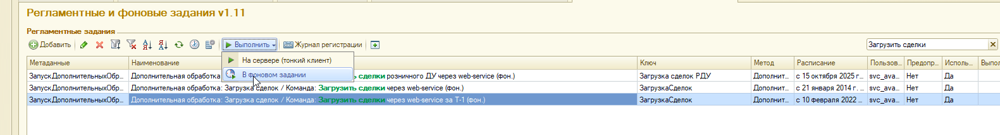 Регламентные и фоновые задания v1.11
Регламентные задания
Добавить Выполнить Журнал регистрации Загрузить сделки
На сервере (тонкий клиент)
В фоновом задании
Метаданные Наименование Ключ Метод Расписание Пользов... Предопр... Исполь... Выпол
ЗапускДополнительныхОбр... Дополнительная обработка: сделки розничного ДУ через web-service (фон.) Загрузка сделок РДУ Дополнит... с 15 октября 2025 г... svc_ava... Нет Да
ЗапускДополнительныхОбр... Дополнительная обработка: Загрузка сделок / Команда: Загрузить сделки через web-service (фон.) ЗагрузкаСделок Дополнит... с 21 января 2014 г. ... svc_ava... Нет Да
ЗапускДополнительныхОбр... Дополнительная обработка: Загрузка сделок / Команда: Загрузить сделки через web-service за Т-1 (фон.) ЗагрузкаСделок Дополнит... с 10 февраля 2022 ... svc_ava... Нет Да